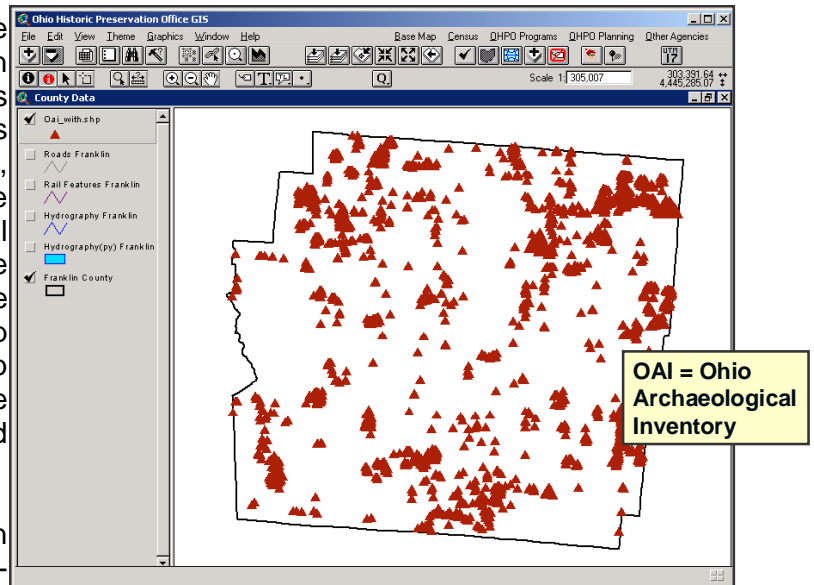 Ohio Historic Preservation Office GIS
File Edit View Theme Graphics Window Help Base Map Census OHPO Programs OHPO Planning Other Agencies
UTM
17
T
Q
Scale 1: 305,007
303,391.64
4,445,285.07
County Data
Oai_with.shp
Roads Franklin
Rail Features Franklin
Hydrography Franklin
Hydrography(py) Franklin
Franklin County
OAI = Ohio
Archaeological
Inventory